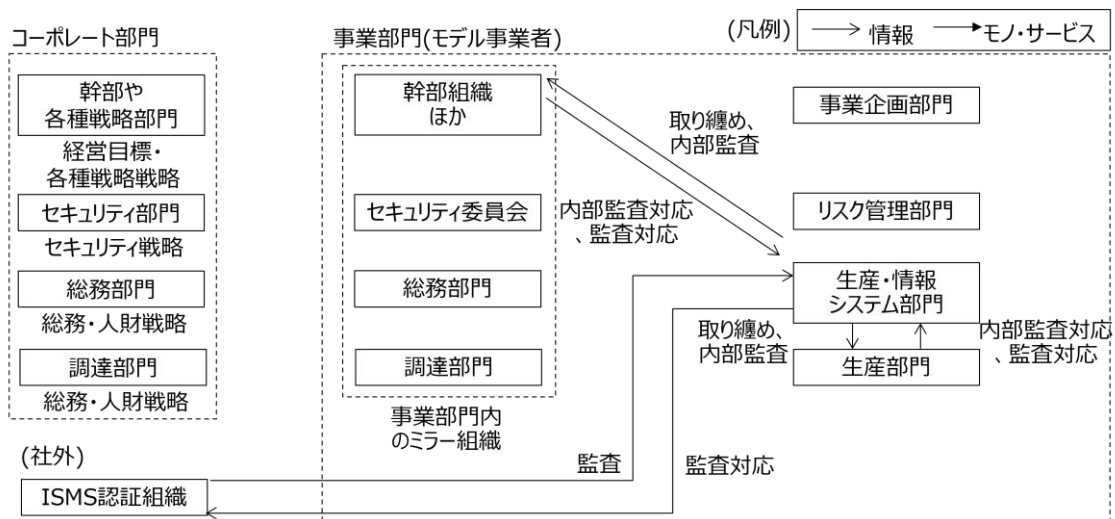 コーポレート部門
幹部や
各種戦略部門
経営目標・
各種戦略戦略
セキュリティ部門
セキュリティ戦略
総務部門
総務・人財戦略
調達部門
総務・人財戦略
(社外)
ISMS認証組織
事業部門(モデル事業者)
幹部組織
ほか
セキュリティ委員会
総務部門
調達部門
事業部門内
のミラー組織
(凡例)
情報
モノ・サービス
取り纏め、
内部監査
内部監査対応
、監査対応
事業企画部門
リスク管理部門
生産・情報
システム部門
取り纏め、
内部監査
内部監査対応
、監査対応
生産部門
監査
監査対応